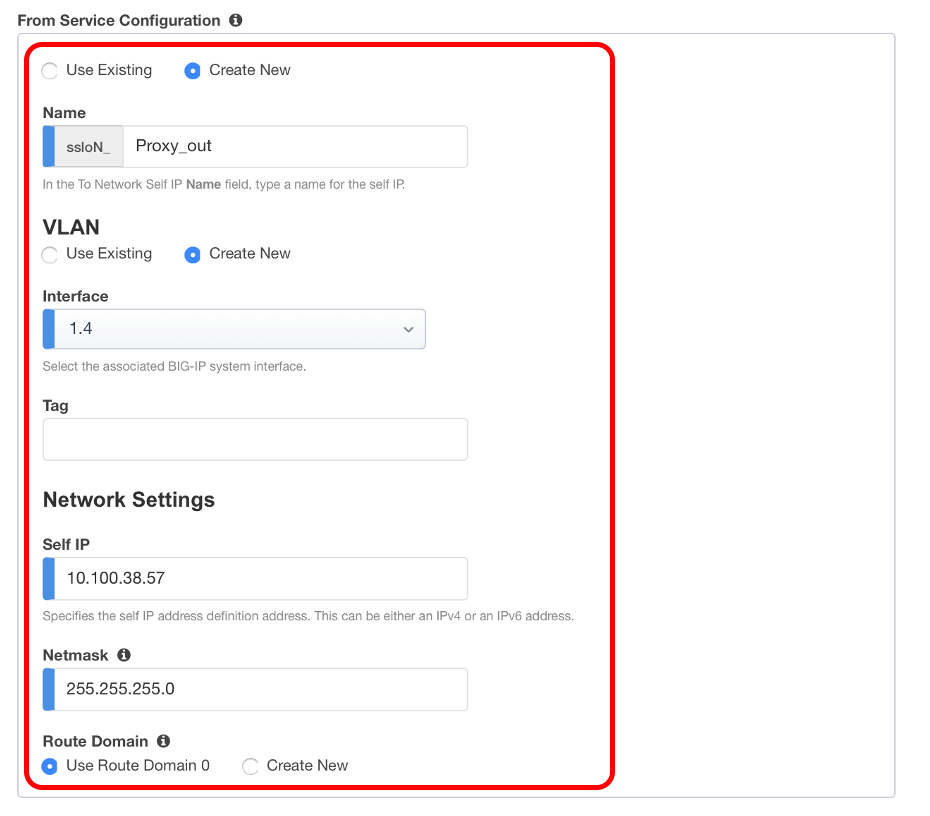 From Service Configuration
Use Existing Create New
Name
ssloN_ Proxy_out
In the To Network Self IP Name field, type a name for the self IP.
VLAN
Use Existing Create New
Interface
1.4
Select the associated BIG-IP system interface.
Tag
Network Settings
Self IP
10.100.38.57
Specifies the self IP address definition address. This can be either an IPv4 or an IPv6 address.
Netmask
255.255.255.0
Route Domain
Use Route Domain 0 Create New